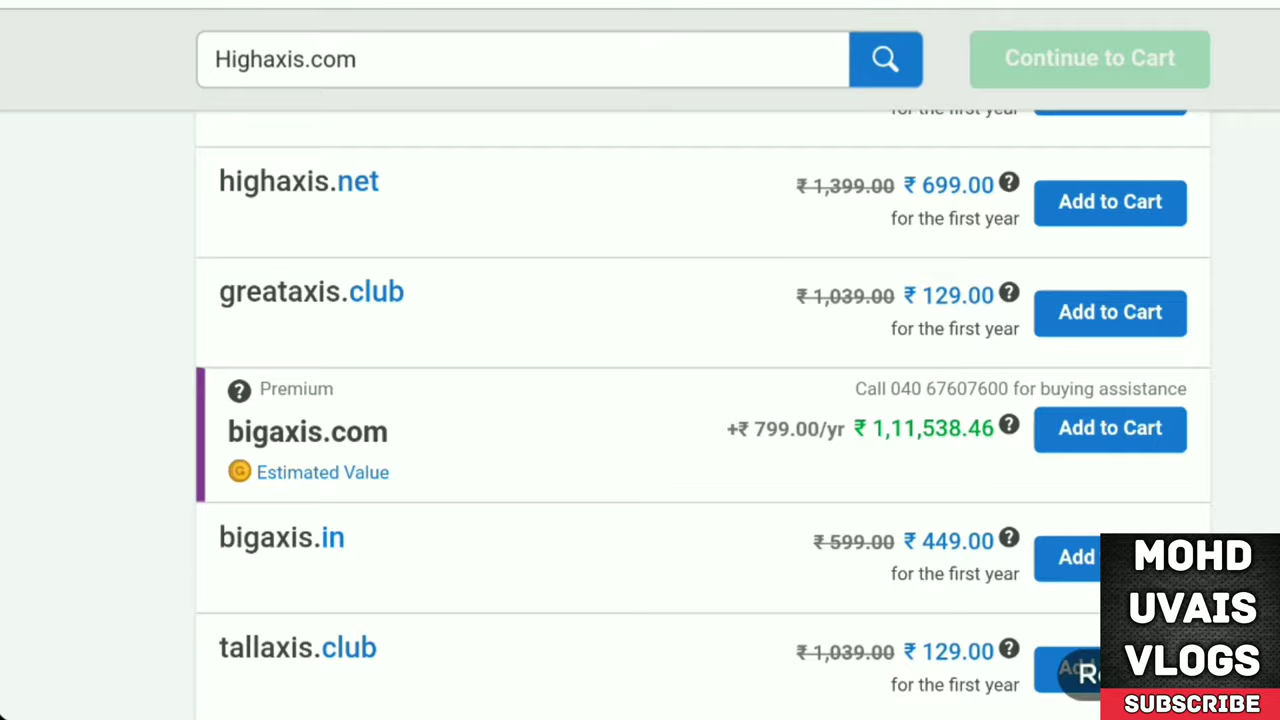 Highaxis.com
Continue to Cart
for the first year
highaxis.net
₹ 1,399.00 ₹ 699.00
for the first year
Add to Cart
greataxis.club
₹ 1,039.00 ₹ 129.00
for the first year
Add to Cart
Premium
Call 040 67607600 for buying assistance
bigaxis.com
+₹ 799.00/yr ₹ 1,11,538.46
Add to Cart
Estimated Value
bigaxis.in
₹ 599.00 ₹ 449.00
for the first year
Add
tallaxis.club
₹ 1,039.00 ₹ 129.00
for the first year
MOHD
UVAIS
VLOGS
SUBSCRIBE